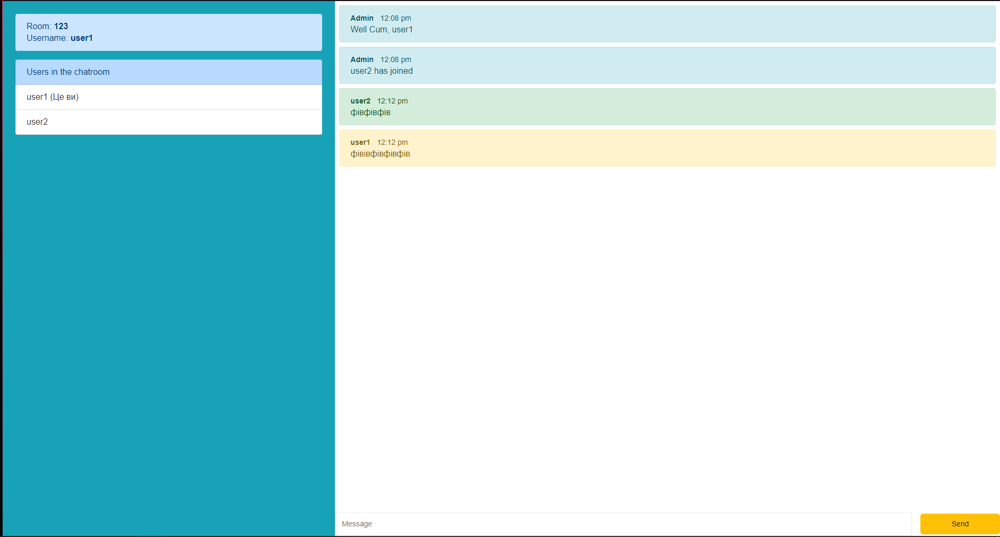 Room: 123
Username: user1
Users in the chatroom
user1 (Це ви)
user2
Admin 12:08 pm
Well Cum, user1
Admin 12:08 pm
user2 has joined
user2 12:12 pm
фівфівфів
user1 12:12 pm
фівівфівфівфів
Message
Send